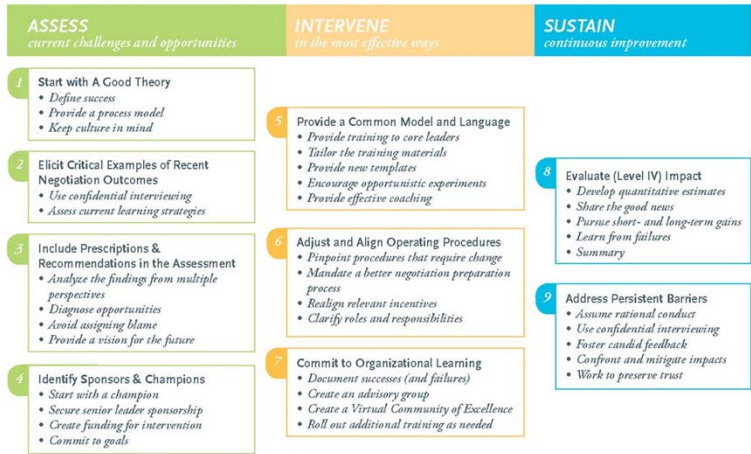 ASSESS
current challenges and opportunities
INTERVENE
in the most effective ways
SUSTAIN
continuous improvement
1
Start with A Good Theory
• Define success
• Provide a process model
• Keep culture in mind
2
Elicit Critical Examples of Recent
Negotiation Outcomes
• Use confidential interviewing
• Assess current learning strategies
3
Include Prescriptions &
Recommendations in the Assessment
• Analyze the findings from multiple
perspectives
• Diagnose opportunities
• Avoid assigning blame
• Provide a vision for the future
4
Identify Sponsors & Champions
• Start with a champion
• Secure senior leader sponsorship
• Create funding for intervention
• Commit to goals
5
Provide a Common Model and Language
• Provide training to core leaders
• Tailor the training materials
• Provide new templates
• Encourage opportunistic experiments
• Provide effective coaching
6
Adjust and Align Operating Procedures
• Pinpoint procedures that require change
• Mandate a better negotiation preparation
process
• Realign relevant incentives
• Clarify roles and responsibilities
7
Commit to Organizational Learning
• Document successes (and failures)
• Create an advisory group
• Create a Virtual Community of Excellence
• Roll out additional training as needed
8
Evaluate (Level IV) Impact
• Develop quantitative estimates
• Share the good news
• Pursue short- and long-term gains
• Learn from failures
• Summary
9
Address Persistent Barriers
• Assume rational conduct
• Use confidential interviewing
• Foster candid feedback
• Confront and mitigate impacts
• Work to preserve trust